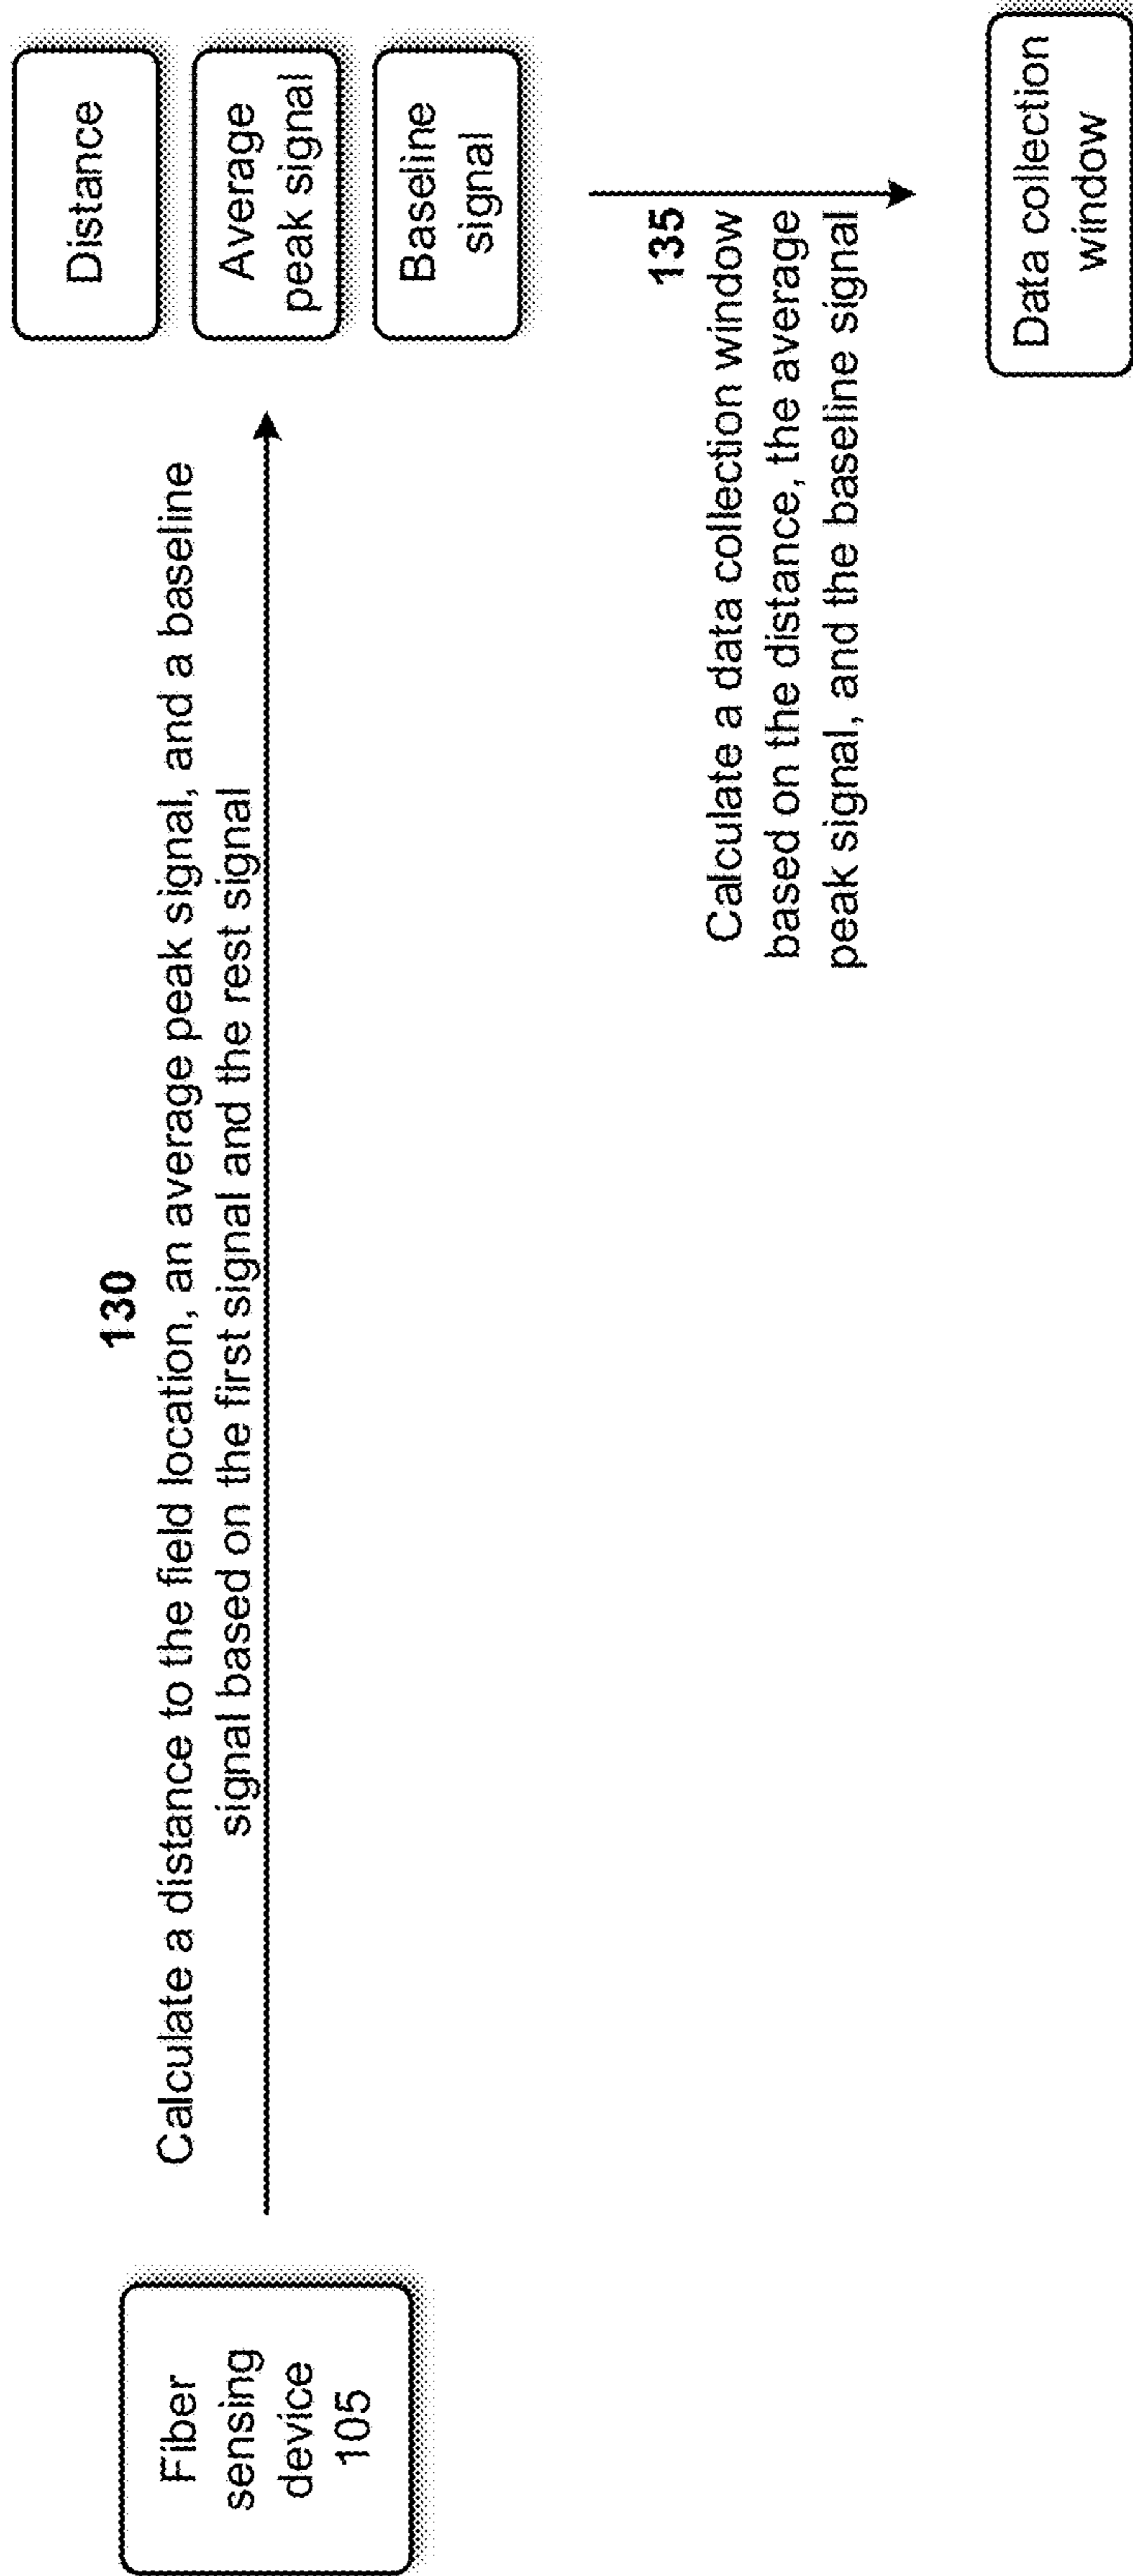 Fiber
sensing
device
105
130
Calculate a distance to the field location, an average peak signal, and a baseline
signal based on the first signal and the rest signal
Distance
Average
peak signal
Baseline
signal
135
Calculate a data collection window
based on the distance, the average
peak signal, and the baseline signal
Data collection
window